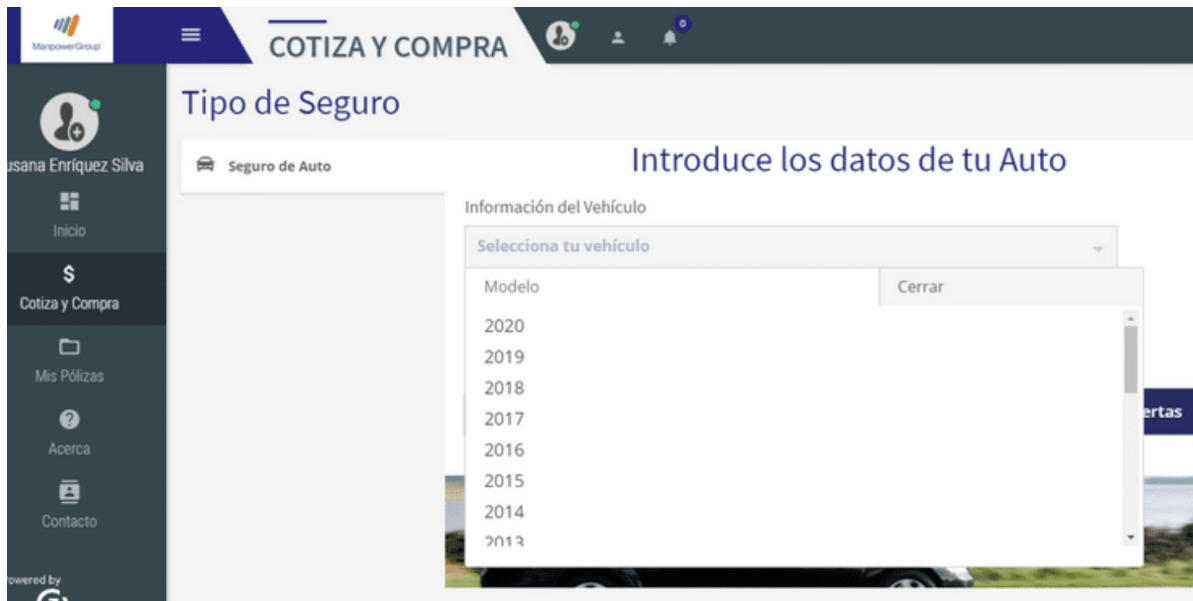 ManpowerGroup
COTIZA Y COMPRA
0
usana Enríquez Silva
Inicio
$
Cotiza y Compra
Mis Pólizas
?
Acerca
Contacto
owered by
Tipo de Seguro
Seguro de Auto
Introduce los datos de tu Auto
Información del Vehículo
Selecciona tu vehículo
Modelo
Cerrar
2020
2019
2018
2017
2016
2015
2014
2013
ertas